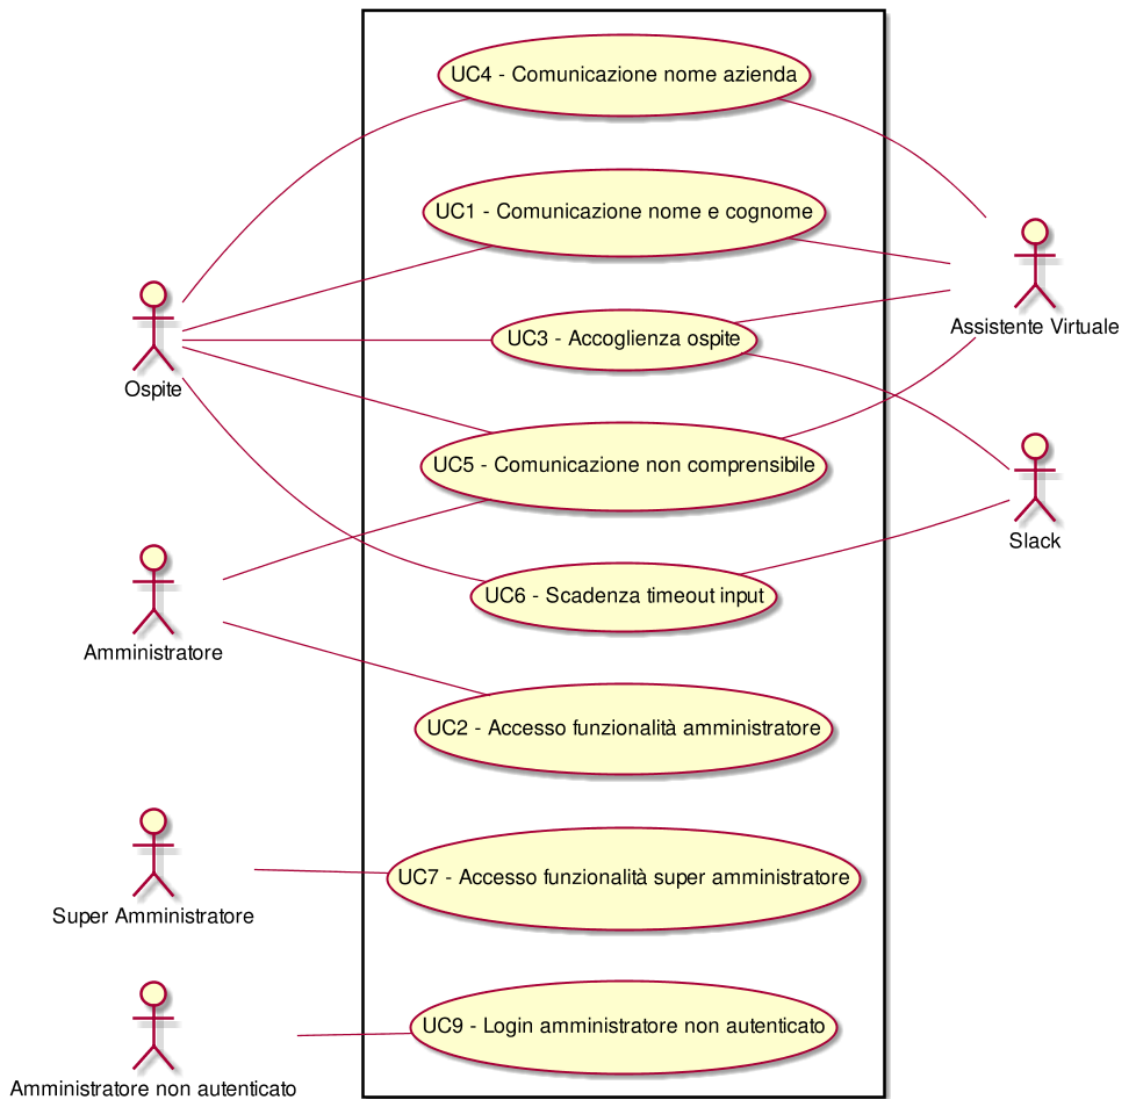 UC4 - Comunicazione nome azienda
UC1 - Comunicazione nome e cognome
Assistente Virtuale
UC3 - Accoglienza ospite
Ospite
UC5 - Comunicazione non comprensibile
Slack
UC6 - Scadenza timeout input
Amministratore
UC2 - Accesso funzionalità amministratore
UC7 - Accesso funzionalità super amministratore
Super Amministratore
UC9 - Login amministratore non autenticato
Amministratore non autenticato